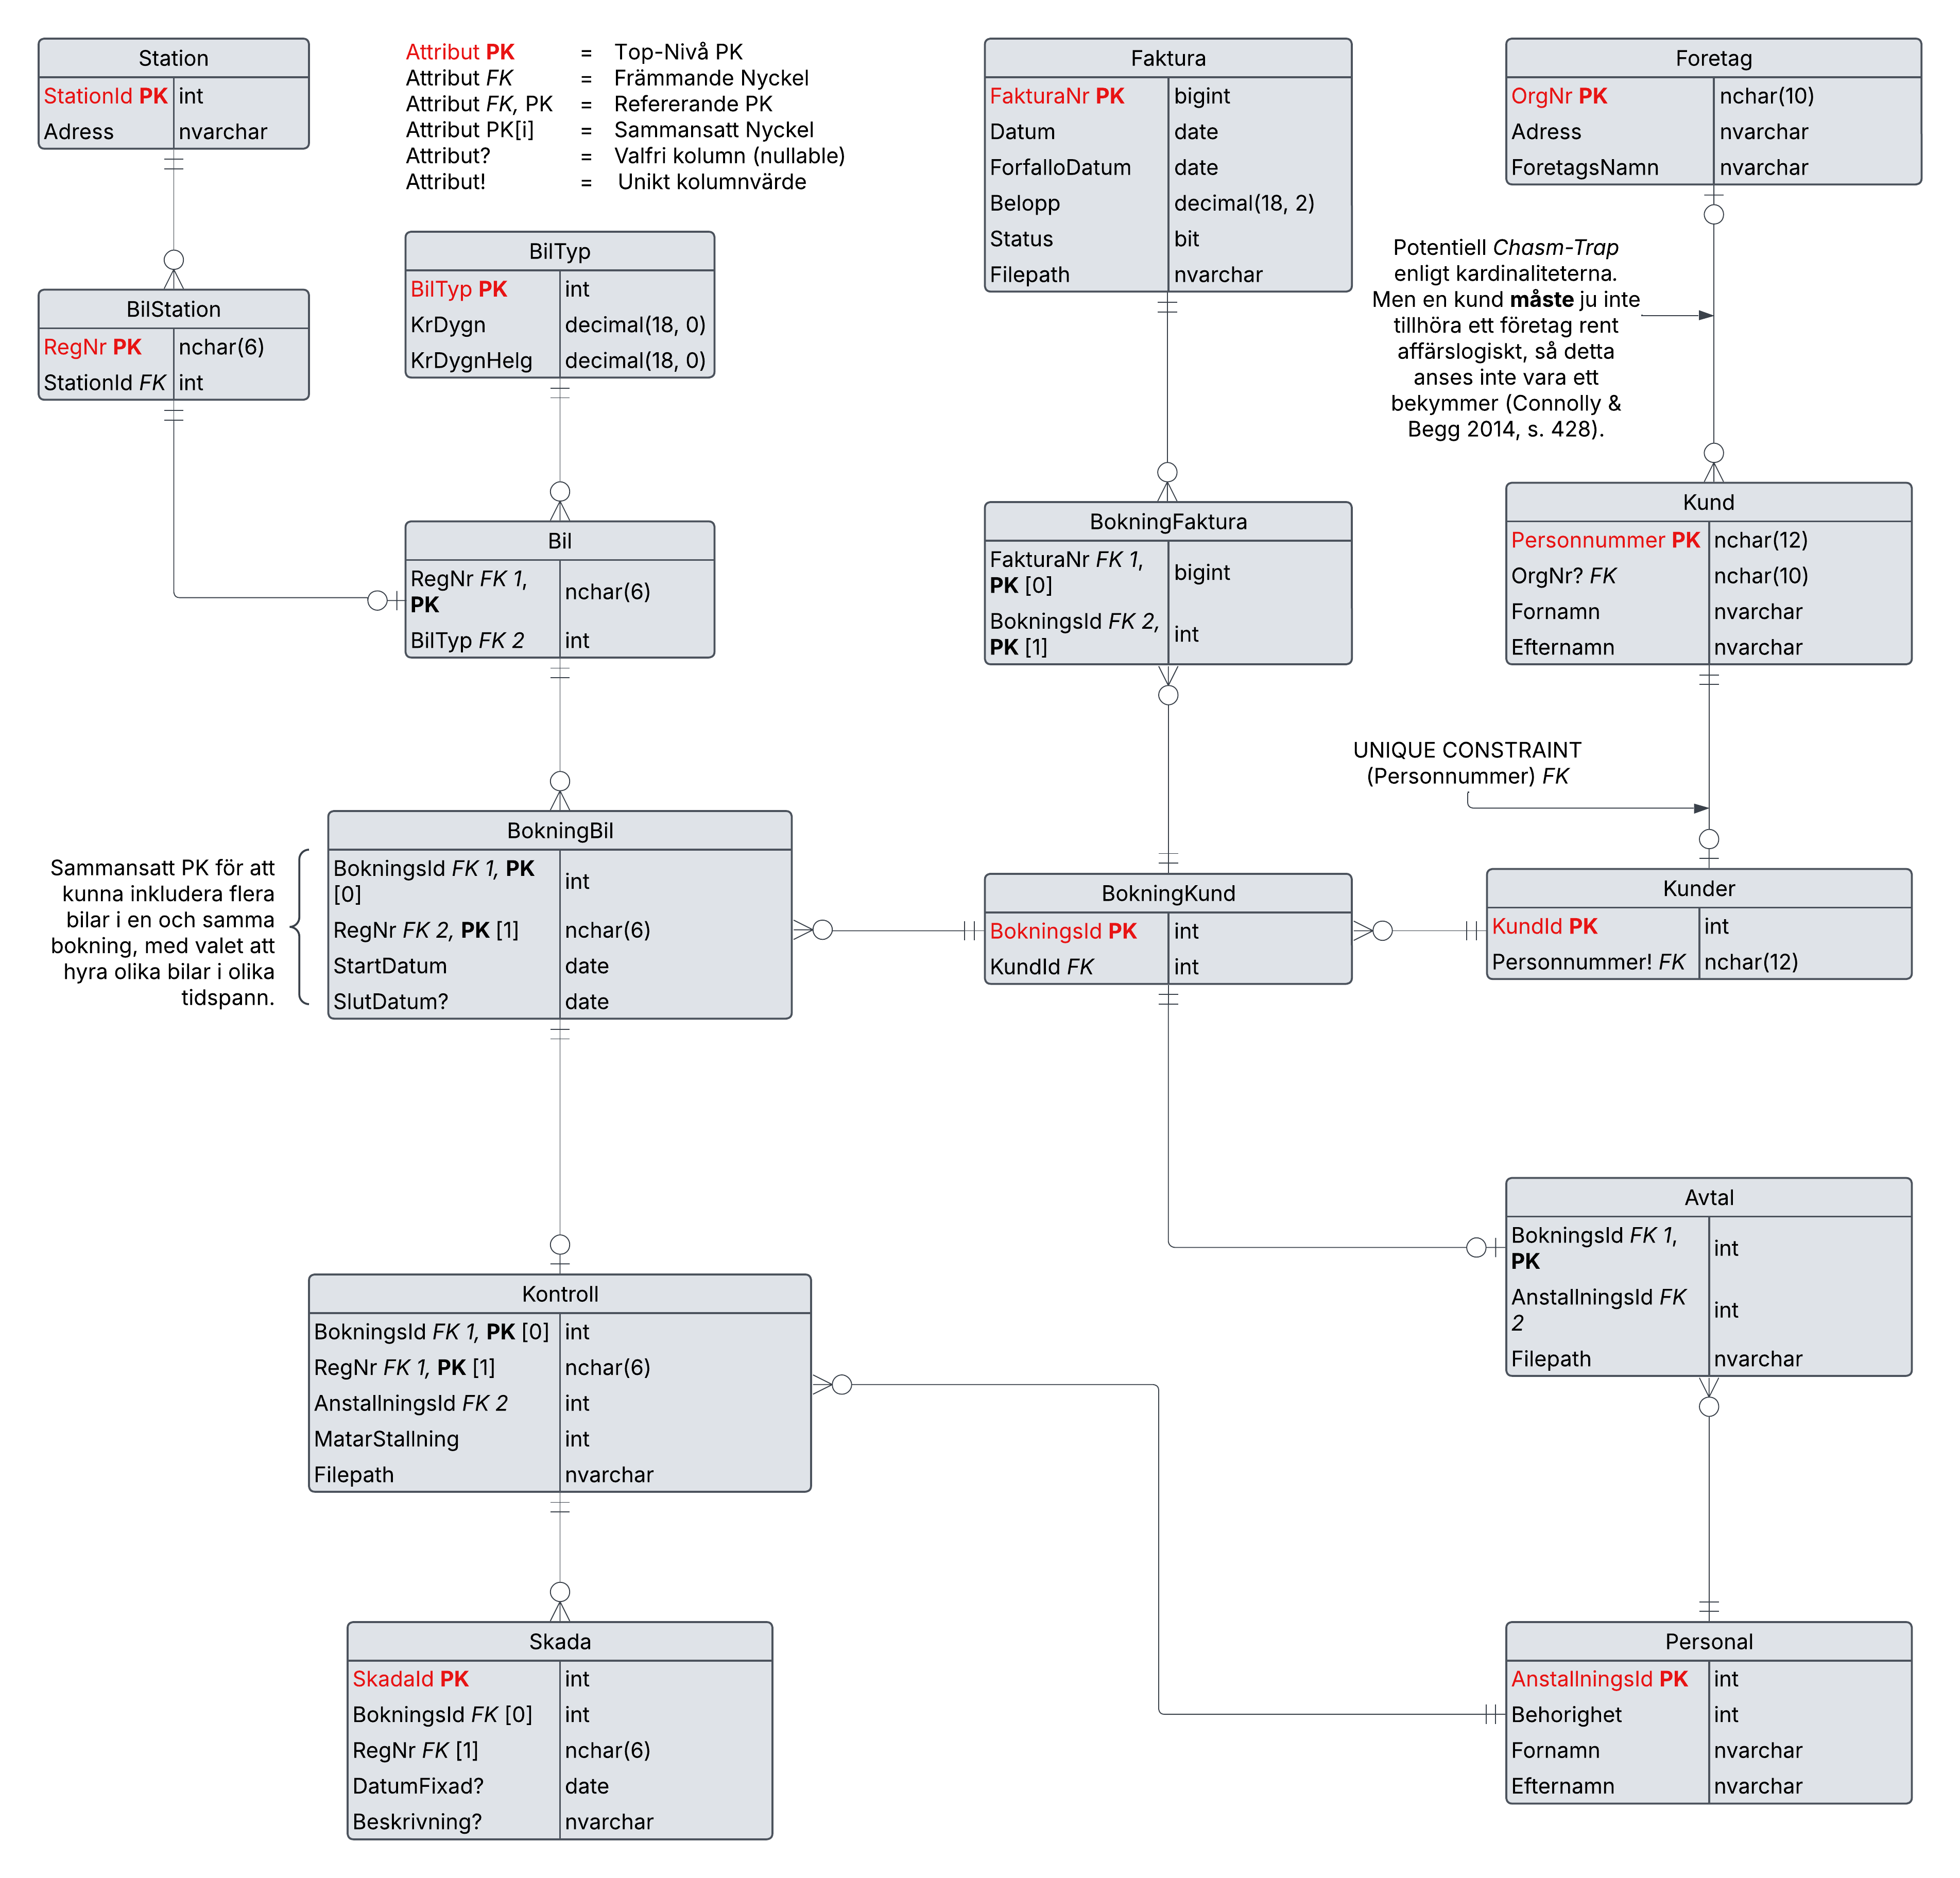 Station
StationId PK int
Adress nvarchar
Attribut PK = Top-Nivå PK
Attribut FK = Främmande Nyckel
Attribut FK, PK = Refererande PK
Attribut PK[i] = Sammansatt Nyckel
Attribut? = Valfri kolumn (nullable)
Attribut! = Unikt kolumnvärde
Faktura
FakturaNr PK bigint
Datum date
ForfalloDatum date
Belopp decimal(18, 2)
Status bit
Filepath nvarchar
Foretag
OrgNr PK nchar(10)
Adress nvarchar
ForetagsNamn nvarchar
Potentiell Chasm-Trap
enligt kardinaliteterna.
Men en kund måste ju inte
tillhöra ett företag rent
affärslogiskt, så detta
anses inte vara ett
bekymmer (Connolly &
Begg 2014, s. 428).
BilStation
RegNr PK nchar(6)
StationId FK int
BilTyp
BilTyp PK int
KrDygn decimal(18, 0)
KrDygnHelg decimal(18, 0)
Bil
RegNr FK 1,
PK
nchar(6)
BilTyp FK 2 int
BokningFaktura
FakturaNr FK 1,
PK [0]
bigint
BokningsId FK 2,
PK [1]
int
Kund
Personnummer PK nchar(12)
OrgNr? FK nchar(10)
Fornamn nvarchar
Efternamn nvarchar
UNIQUE CONSTRAINT
(Personnummer) FK
Sammansatt PK för att
kunna inkludera flera
bilar i en och samma
bokning, med valet att
hyra olika bilar i olika
tidspann.
BokningBil
BokningsId FK 1, PK
[0]
int
RegNr FK 2, PK [1] nchar(6)
StartDatum date
SlutDatum? date
BokningKund
BokningsId PK int
KundId FK int
Kunder
KundId PK int
Personnummer! FK nchar(12)
Avtal
BokningsId FK 1,
PK
int
AnstallningsId FK
2
int
Filepath nvarchar
Kontroll
BokningsId FK 1, PK [0] int
RegNr FK 1, PK [1] nchar(6)
AnstallningsId FK 2 int
MatarStallning int
Filepath nvarchar
Skada
SkadaId PK int
BokningsId FK [0] int
RegNr FK [1] nchar(6)
DatumFixad? date
Beskrivning? nvarchar
Personal
AnstallningsId PK int
Behorighet int
Fornamn nvarchar
Efternamn nvarchar